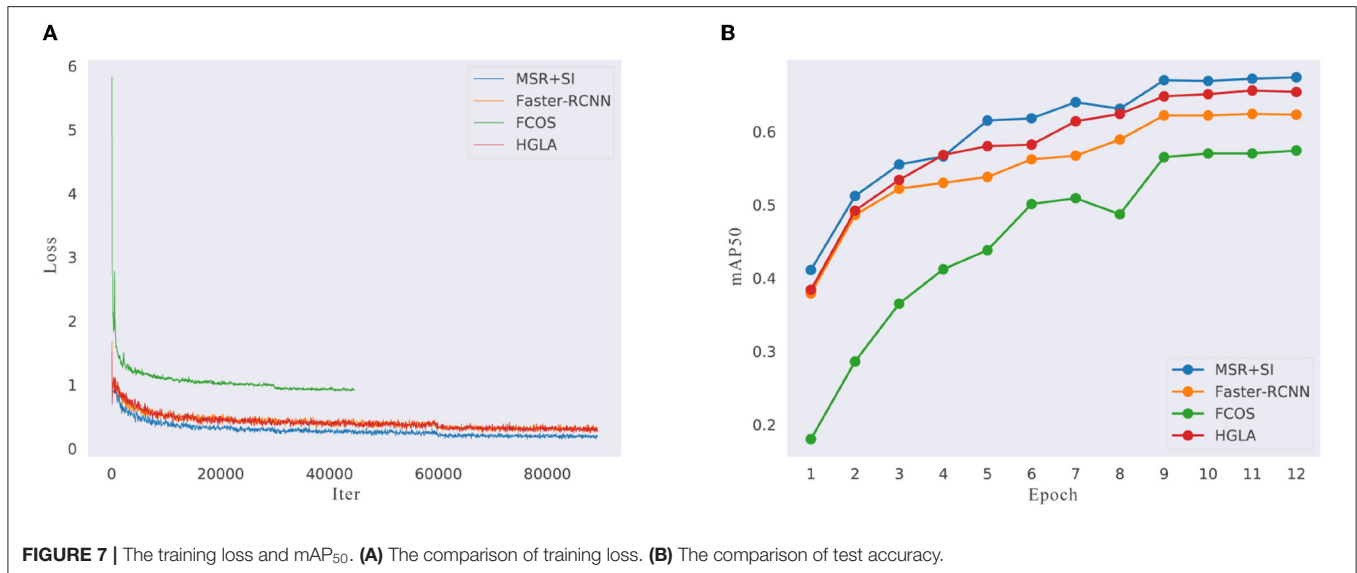 A
6
5
4
3
2
1
0
Loss
0
20000
40000
60000
80000
Iter
MSR+SI
Faster-RCNN
FCOS
HGLA
B
0.6
0.5
0.4
0.3
0.2
mAP50
1 2 3 4 5 6 7 8 9 10 11 12
Epoch
MSR+SI
Faster-RCNN
FCOS
HGLA
FIGURE 7 | The training loss and mAP₅₀. (A) The comparison of training loss. (B) The comparison of test accuracy.